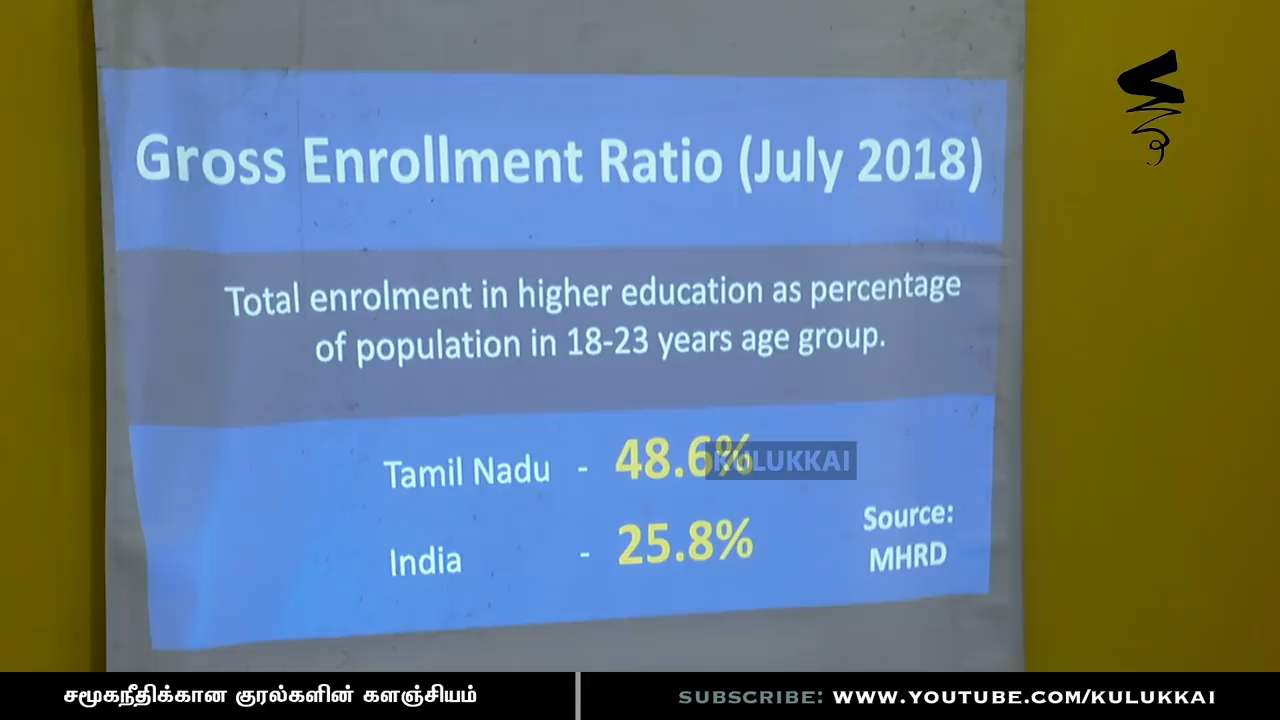 Gross Enrollment Ratio (July 2018)
Total enrolment in higher education as percentage
of population in 18-23 years age group.
Tamil Nadu - 48.6%
KULUKKAI
India - 25.8%
Source:
MHRD
சமூகநீதிக்கான குரல்களின் களஞ்சியம்
SUBSCRIBE: WWW.YOUTUBE.COM/KULUKKAI